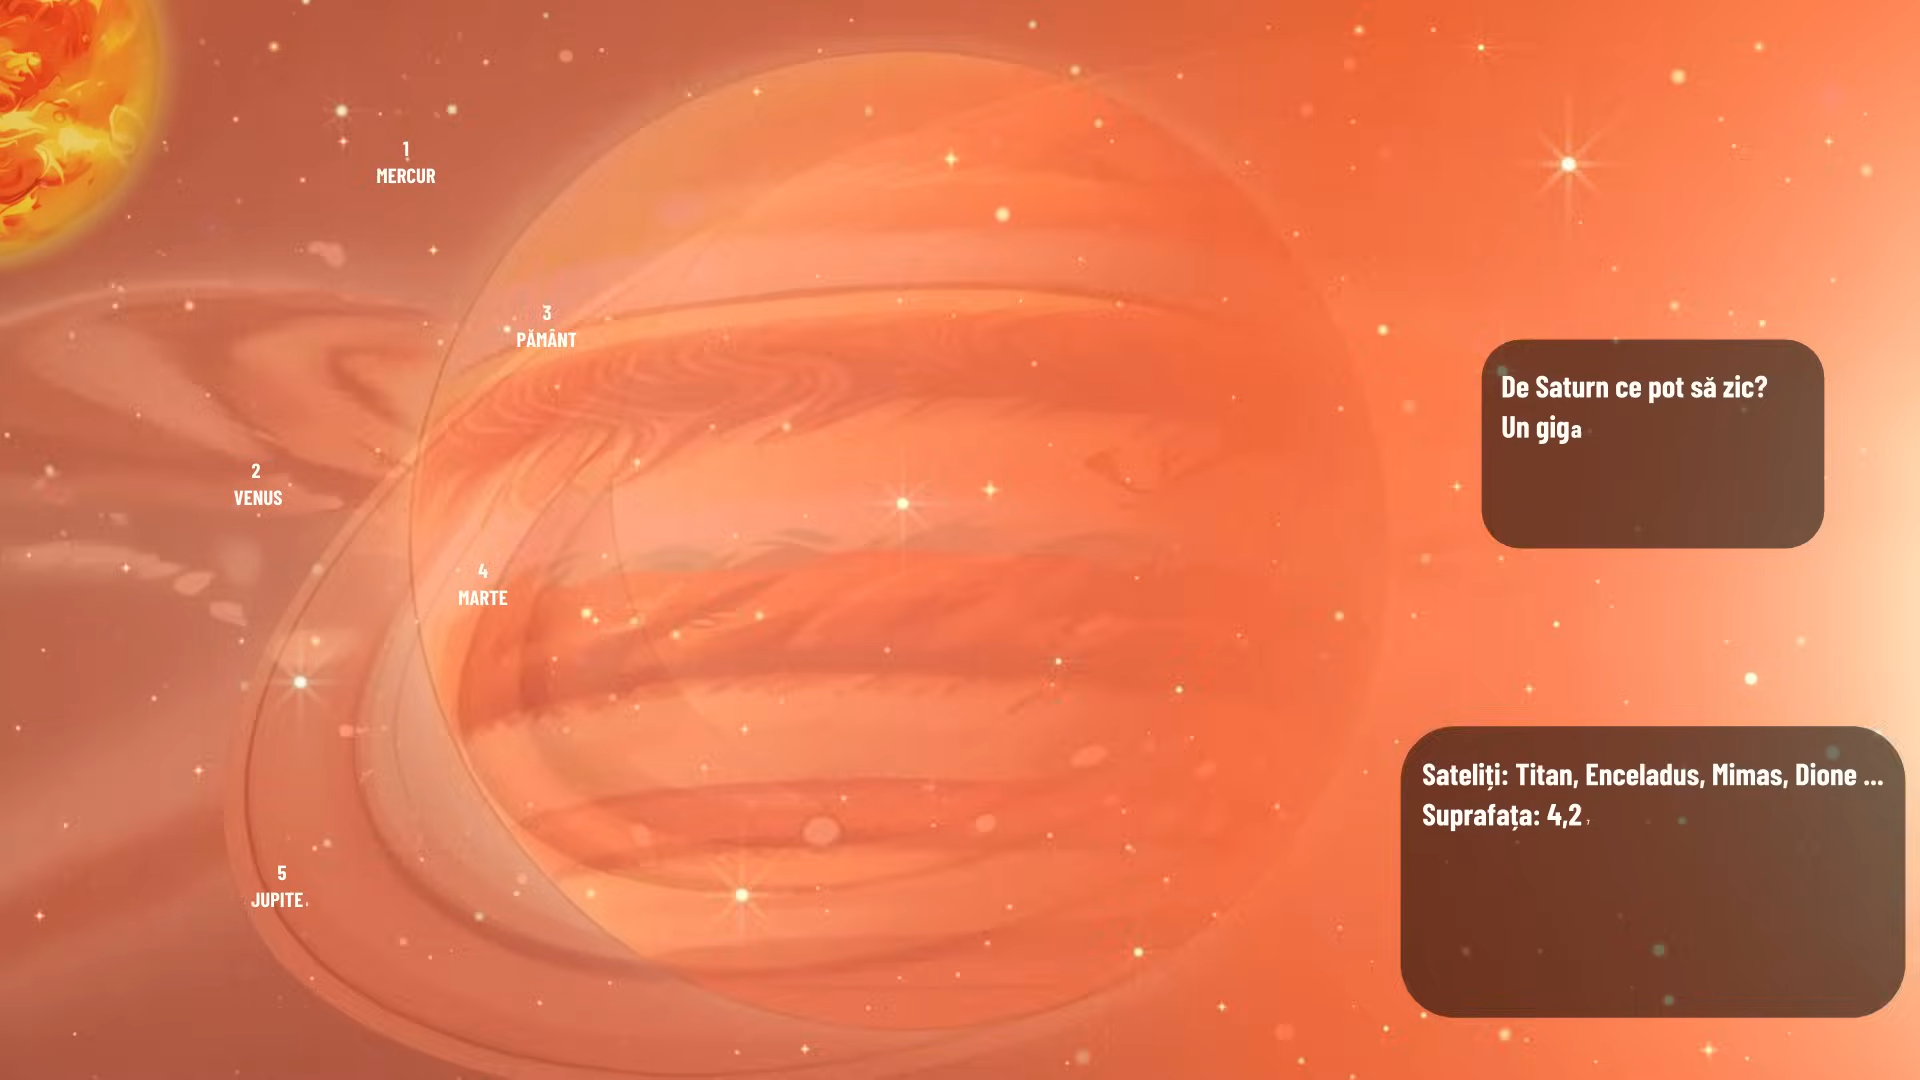 1
MERCUR
3
PĂMÂNT
2
VENUS
4
MARTE
5
JUPITE
De Saturn ce pot să zic?
Un giga
Sateliți: Titan, Enceladus, Mimas, Dione ...
Suprafața: 4,2